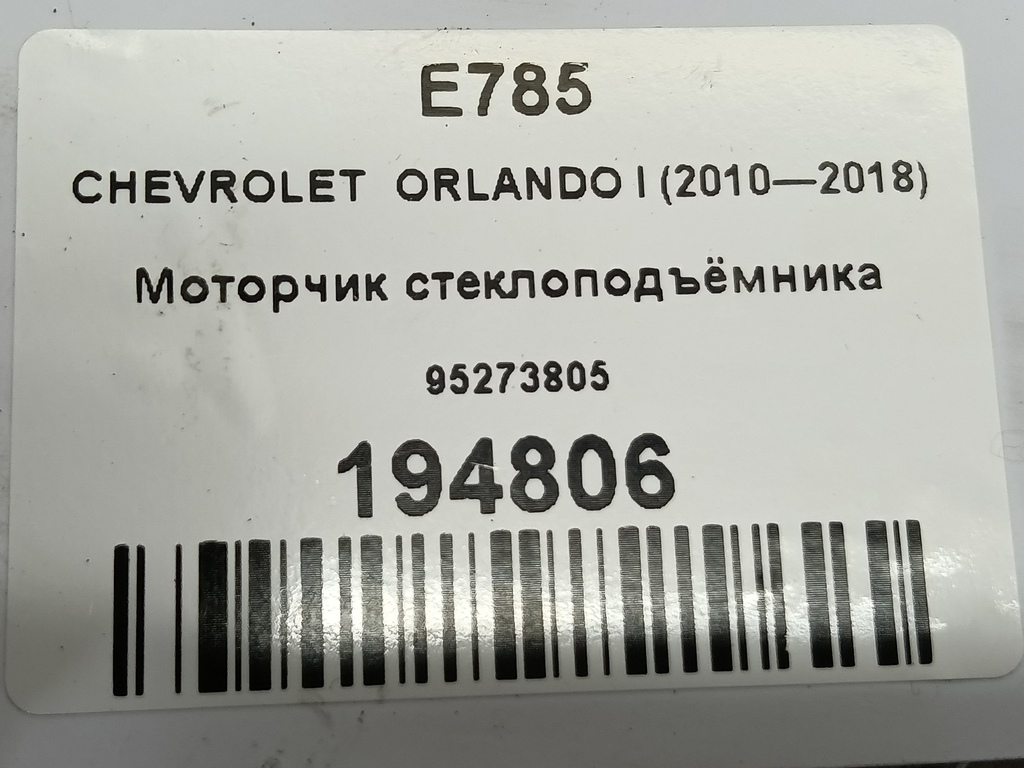 E785
CHEVROLET ORLANDO I (2010—2018)
Моторчик стеклоподъёмника
95273805
194806